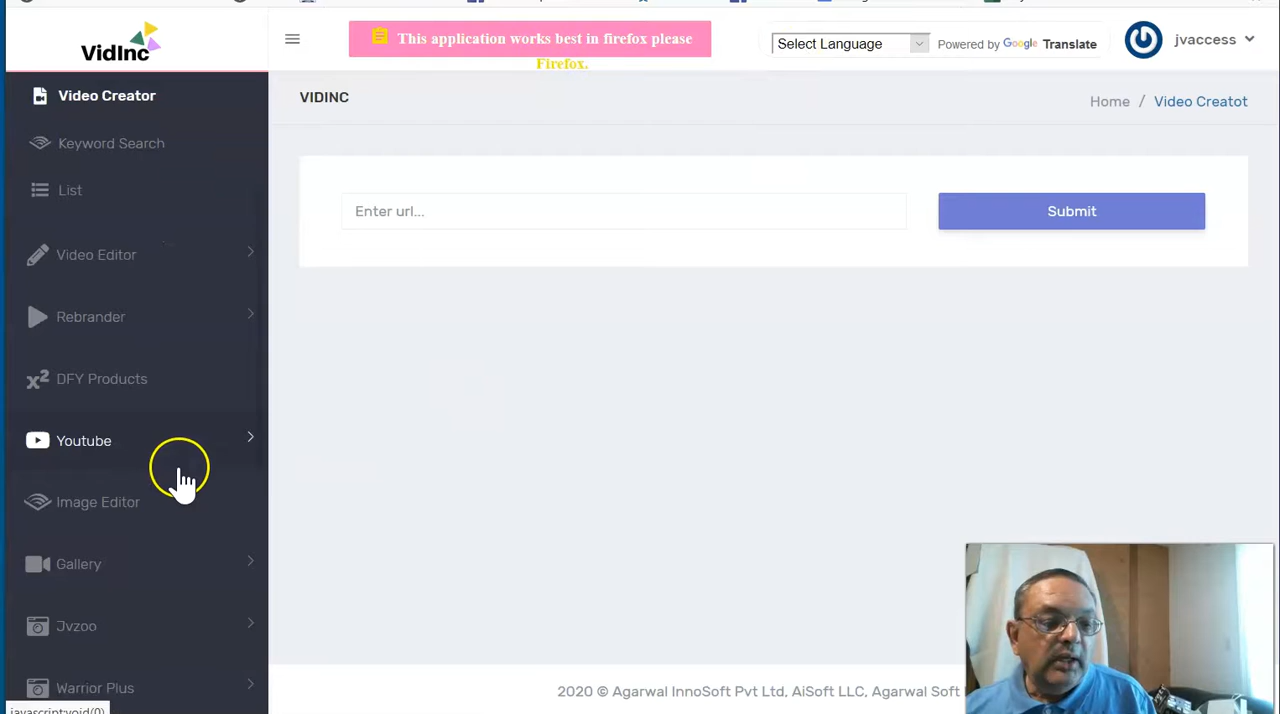 VidInc
This application works best in firefox please
Firefox.
Select Language
Powered by Google Translate
jvaccess
Video Creator
VIDINC
Home / Video Creatot
Keyword Search
List
Enter url...
Submit
Video Editor
Rebrander
DFY Products
Youtube
Image Editor
Gallery
Jvzoo
Warrior Plus
2020 © Agarwal InnoSoft Pvt Ltd, AiSoft LLC, Agarwal Soft
javascript:void(0)